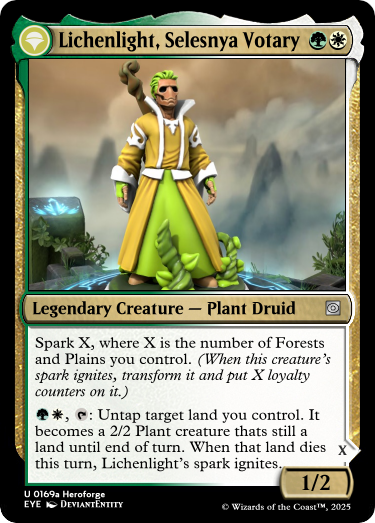 Lichenlight, Selesnya Votary
Legendary Creature — Plant Druid
Spark X, where X is the number of Forests
and Plains you control. (When this creature's
spark ignites, transform it and put X loyalty
counters on it.)
, : Untap target land you control. It
becomes a 2/2 Plant creature thats still a
land until end of turn. When that land dies
this turn, Lichenlight's spark ignites.
X
1/2
U 0169a Heroforge
EYE DeviantEntity
© Wizards of the Coast™, 2025